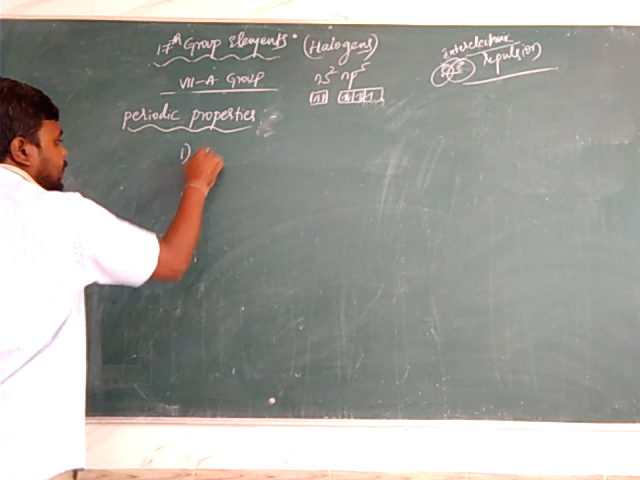 17th Group Elements (Halogens)
VII-A Group ns² np⁵
interelectronic
repulsion
periodic properties
1)